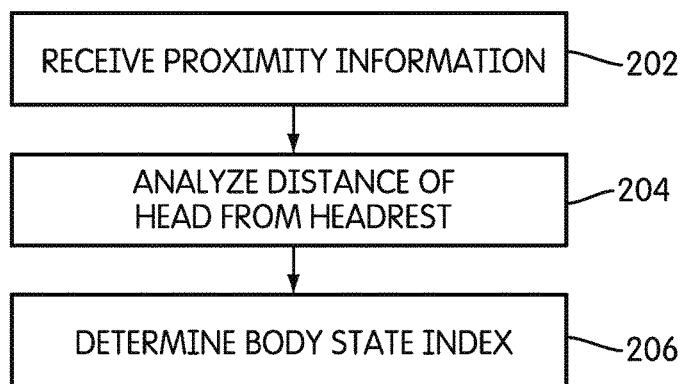 RECEIVE PROXIMITY INFORMATION
202
ANALYZE DISTANCE OF
HEAD FROM HEADREST
204
DETERMINE BODY STATE INDEX
206